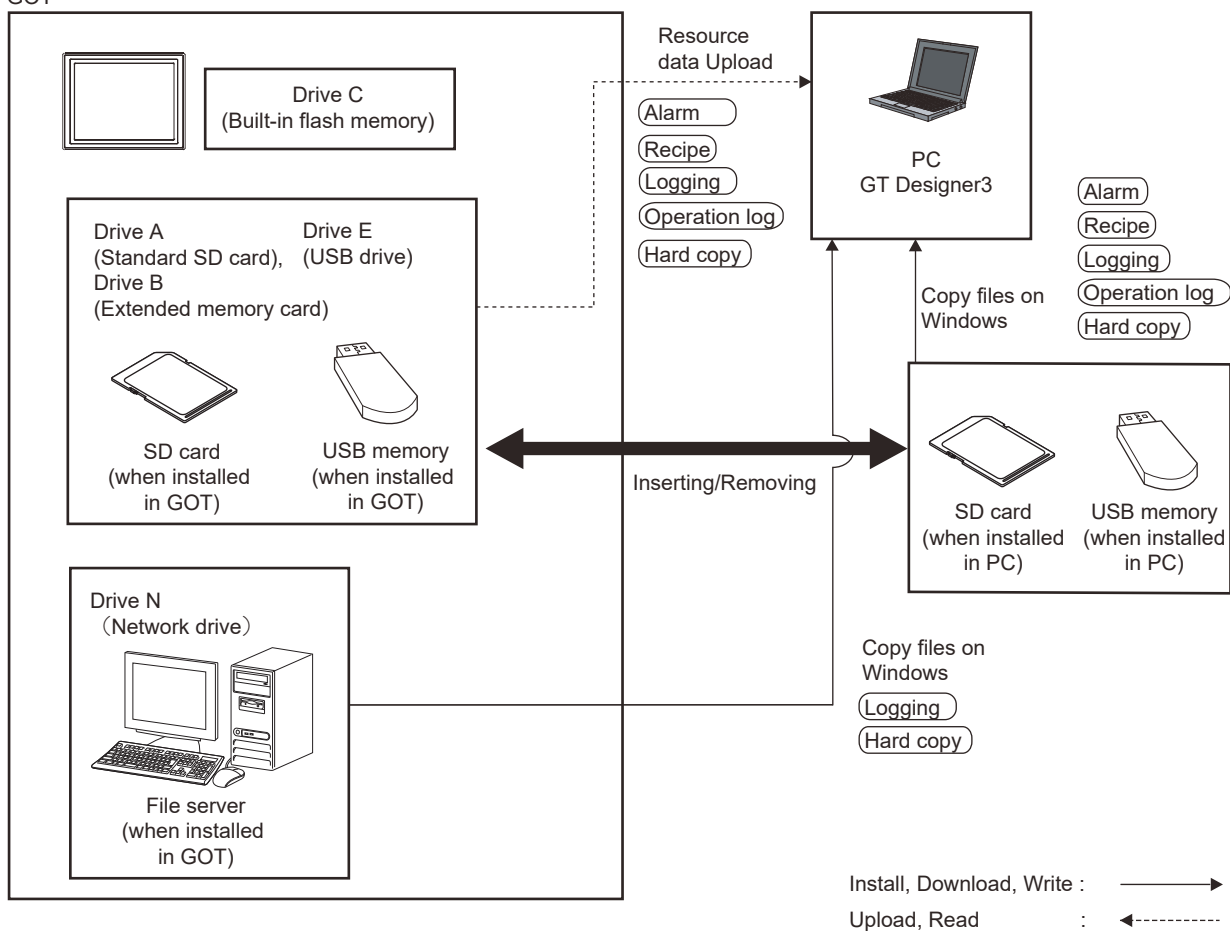 GOT
Drive C
(Built-in flash memory)
Drive A
(Standard SD card),
Drive B
(Extended memory card)
Drive E
(USB drive)
SD card
(when installed
in GOT)
USB memory
(when installed
in GOT)
Drive N
（Network drive）
File server
(when installed
in GOT)
Resource
data Upload
Alarm
Recipe
Logging
Operation log
Hard copy
PC
GT Designer3
Copy files on
Windows
Alarm
Recipe
Logging
Operation log
Hard copy
Inserting/Removing
SD card
(when installed
in PC)
USB memory
(when installed
in PC)
Copy files on
Windows
Logging
Hard copy
Install, Download, Write :
Upload, Read :